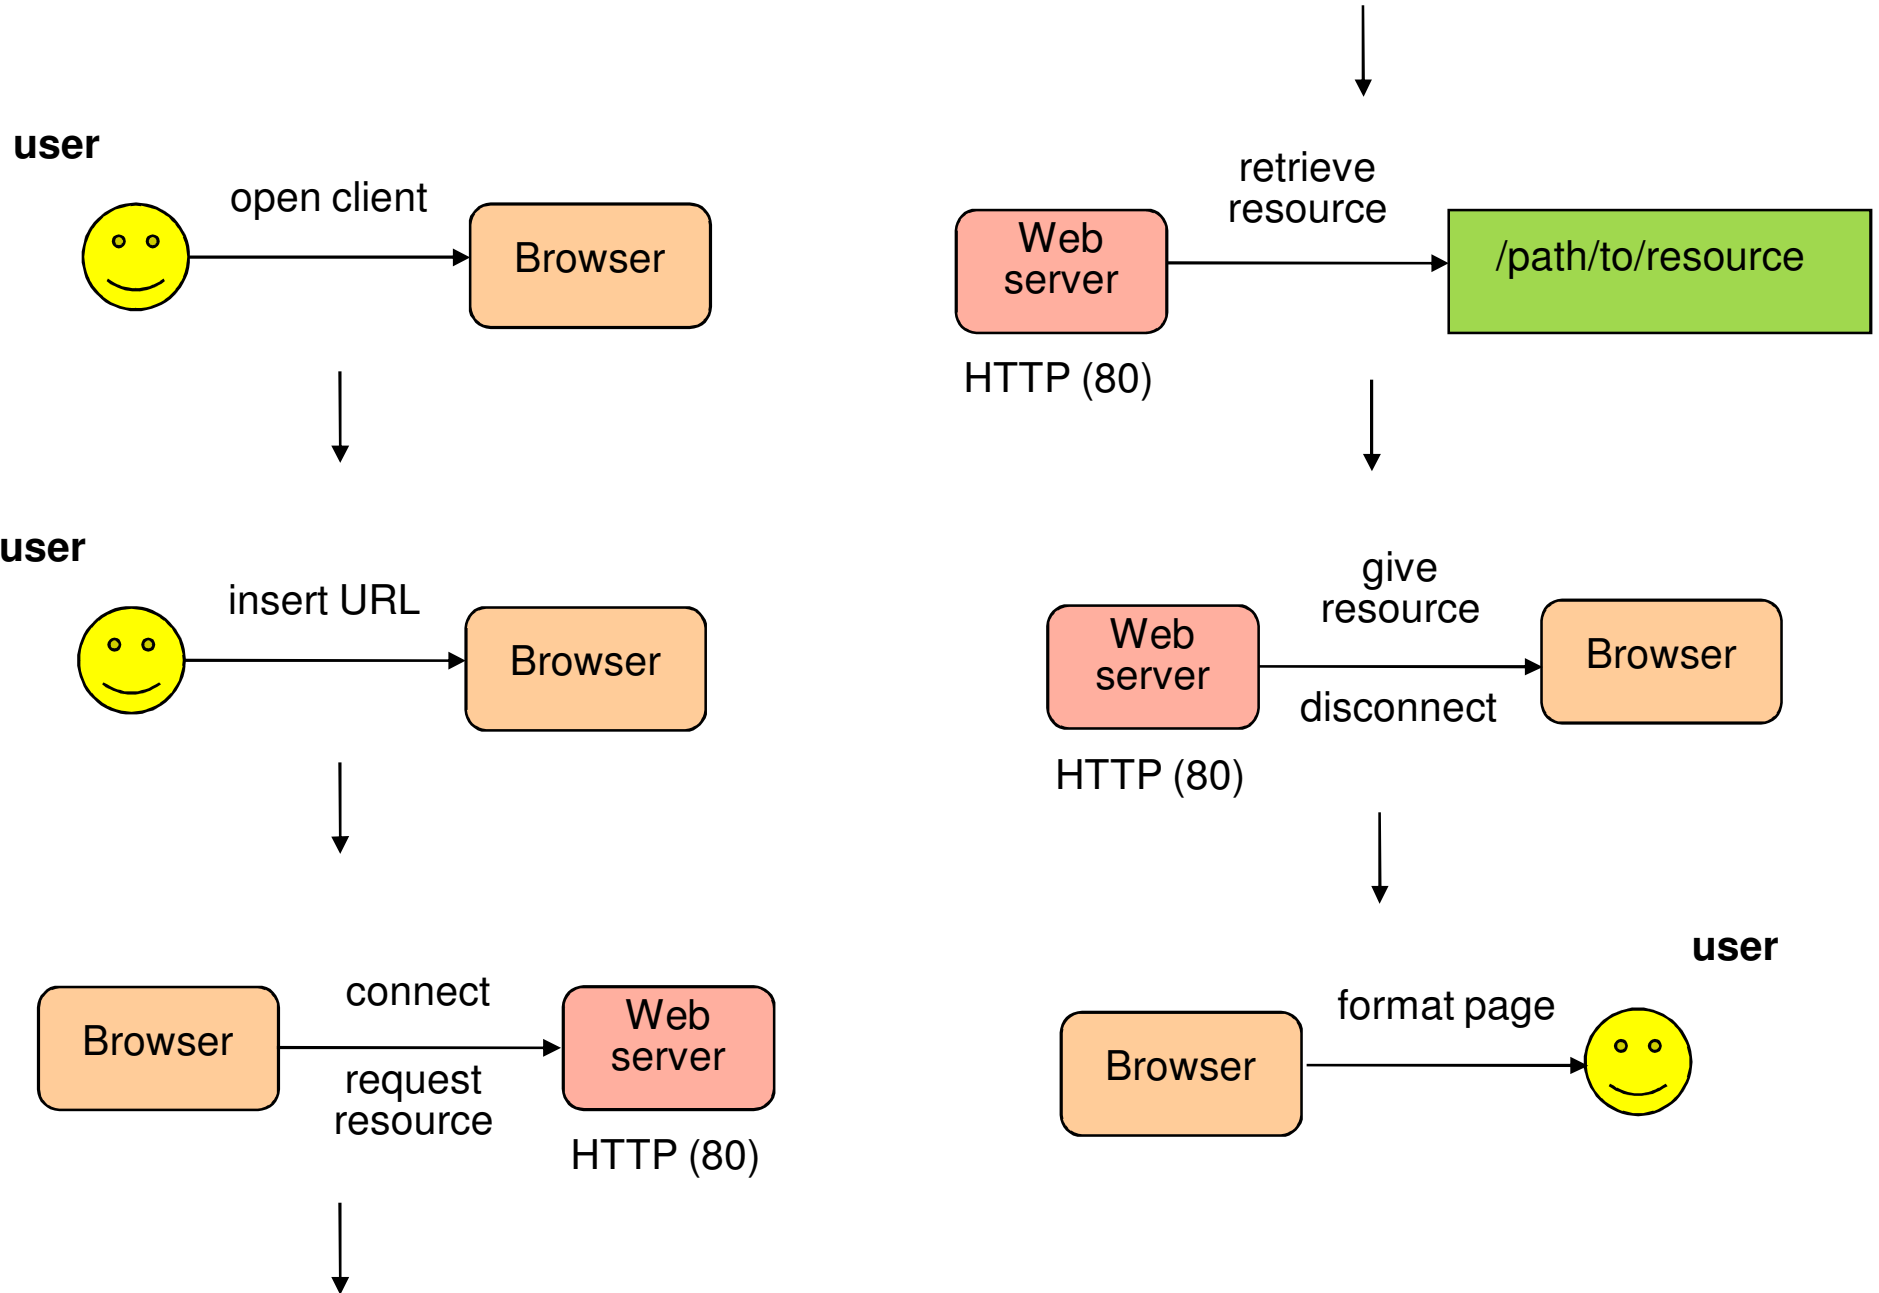 user
open client
Browser
user
insert URL
Browser
connect
Browser
request
resource
Web
server
HTTP (80)
retrieve
resource
Web
server
/path/to/resource
HTTP (80)
give
resource
Web
server
Browser
disconnect
HTTP (80)
user
format page
Browser